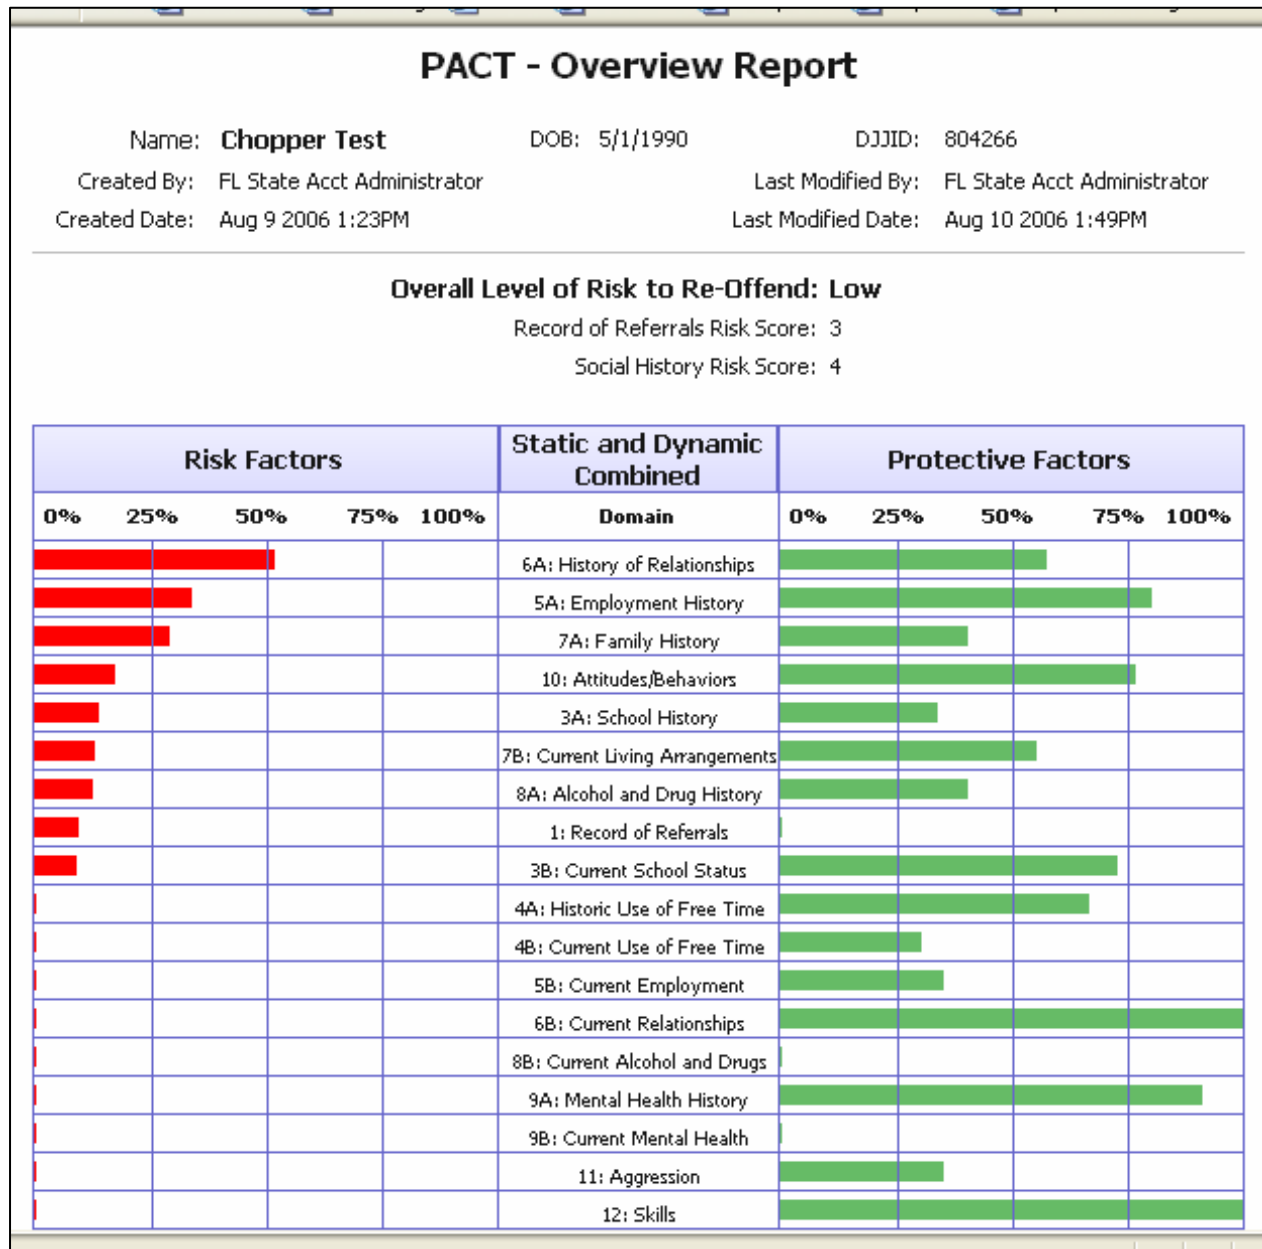 PACT - Overview Report
Name: Chopper Test DOB: 5/1/1990 DJJID: 804266
Created By: FL State Acct Administrator Last Modified By: FL State Acct Administrator
Created Date: Aug 9 2006 1:23PM Last Modified Date: Aug 10 2006 1:49PM
Overall Level of Risk to Re-Offend: Low
Record of Referrals Risk Score: 3
Social History Risk Score: 4
Risk Factors Static and Dynamic Combined Protective Factors
0% 25% 50% 75% 100% Domain 0% 25% 50% 75% 100%
6A: History of Relationships
5A: Employment History
7A: Family History
10: Attitudes/Behaviors
3A: School History
7B: Current Living Arrangements
8A: Alcohol and Drug History
1: Record of Referrals
3B: Current School Status
4A: Historic Use of Free Time
4B: Current Use of Free Time
5B: Current Employment
6B: Current Relationships
8B: Current Alcohol and Drugs
9A: Mental Health History
9B: Current Mental Health
11: Aggression
12: Skills